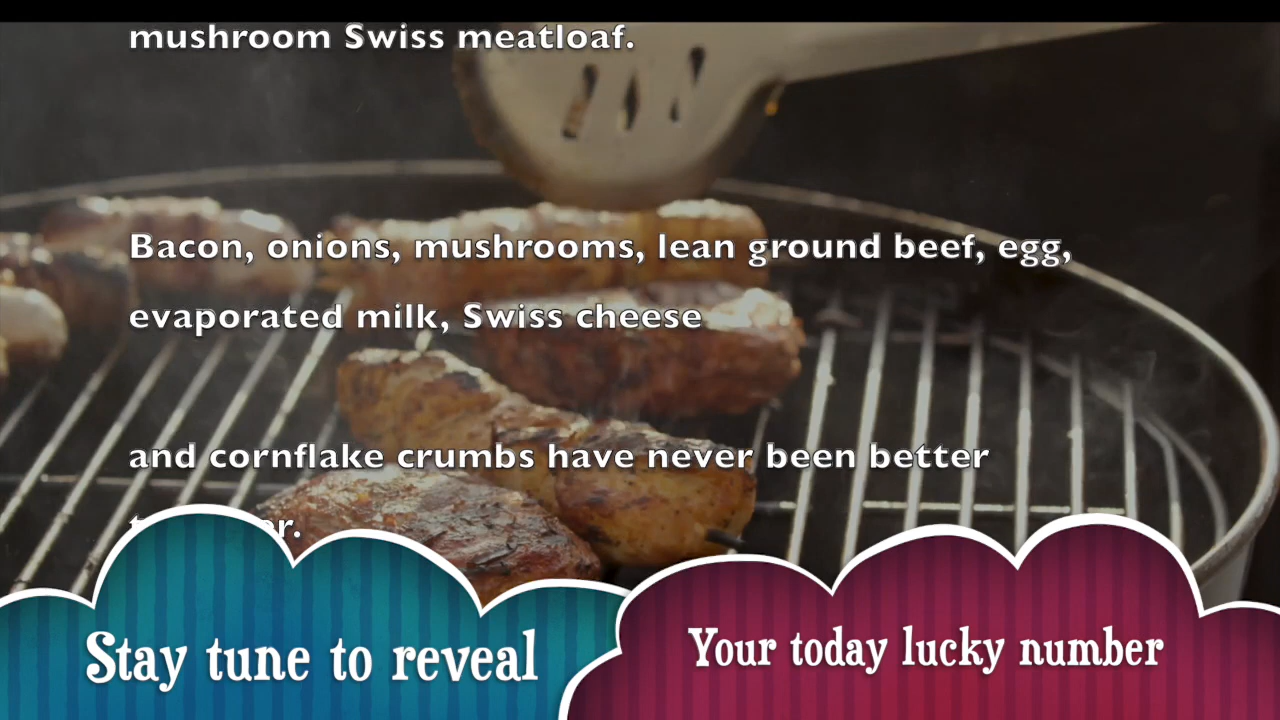 mushroom Swiss meatloaf.
Bacon, onions, mushrooms, lean ground beef, egg,
evaporated milk, Swiss cheese
and cornflake crumbs have never been better
Stay tune to reveal
Your today lucky number